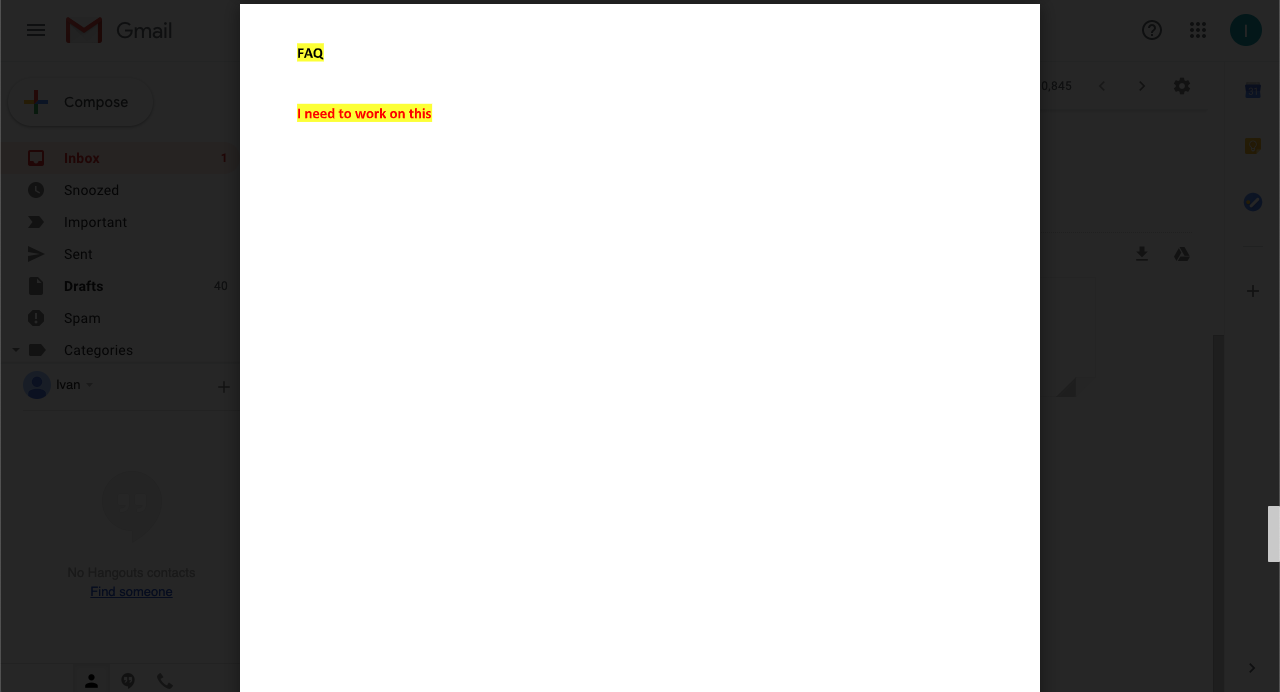 Gmail
FAQ
0,845
I need to work on this
Compose
Inbox 1
Snoozed
Important
Sent
Drafts 40
Spam
Categories
Ivan
No Hangouts contacts
Find someone
I
31